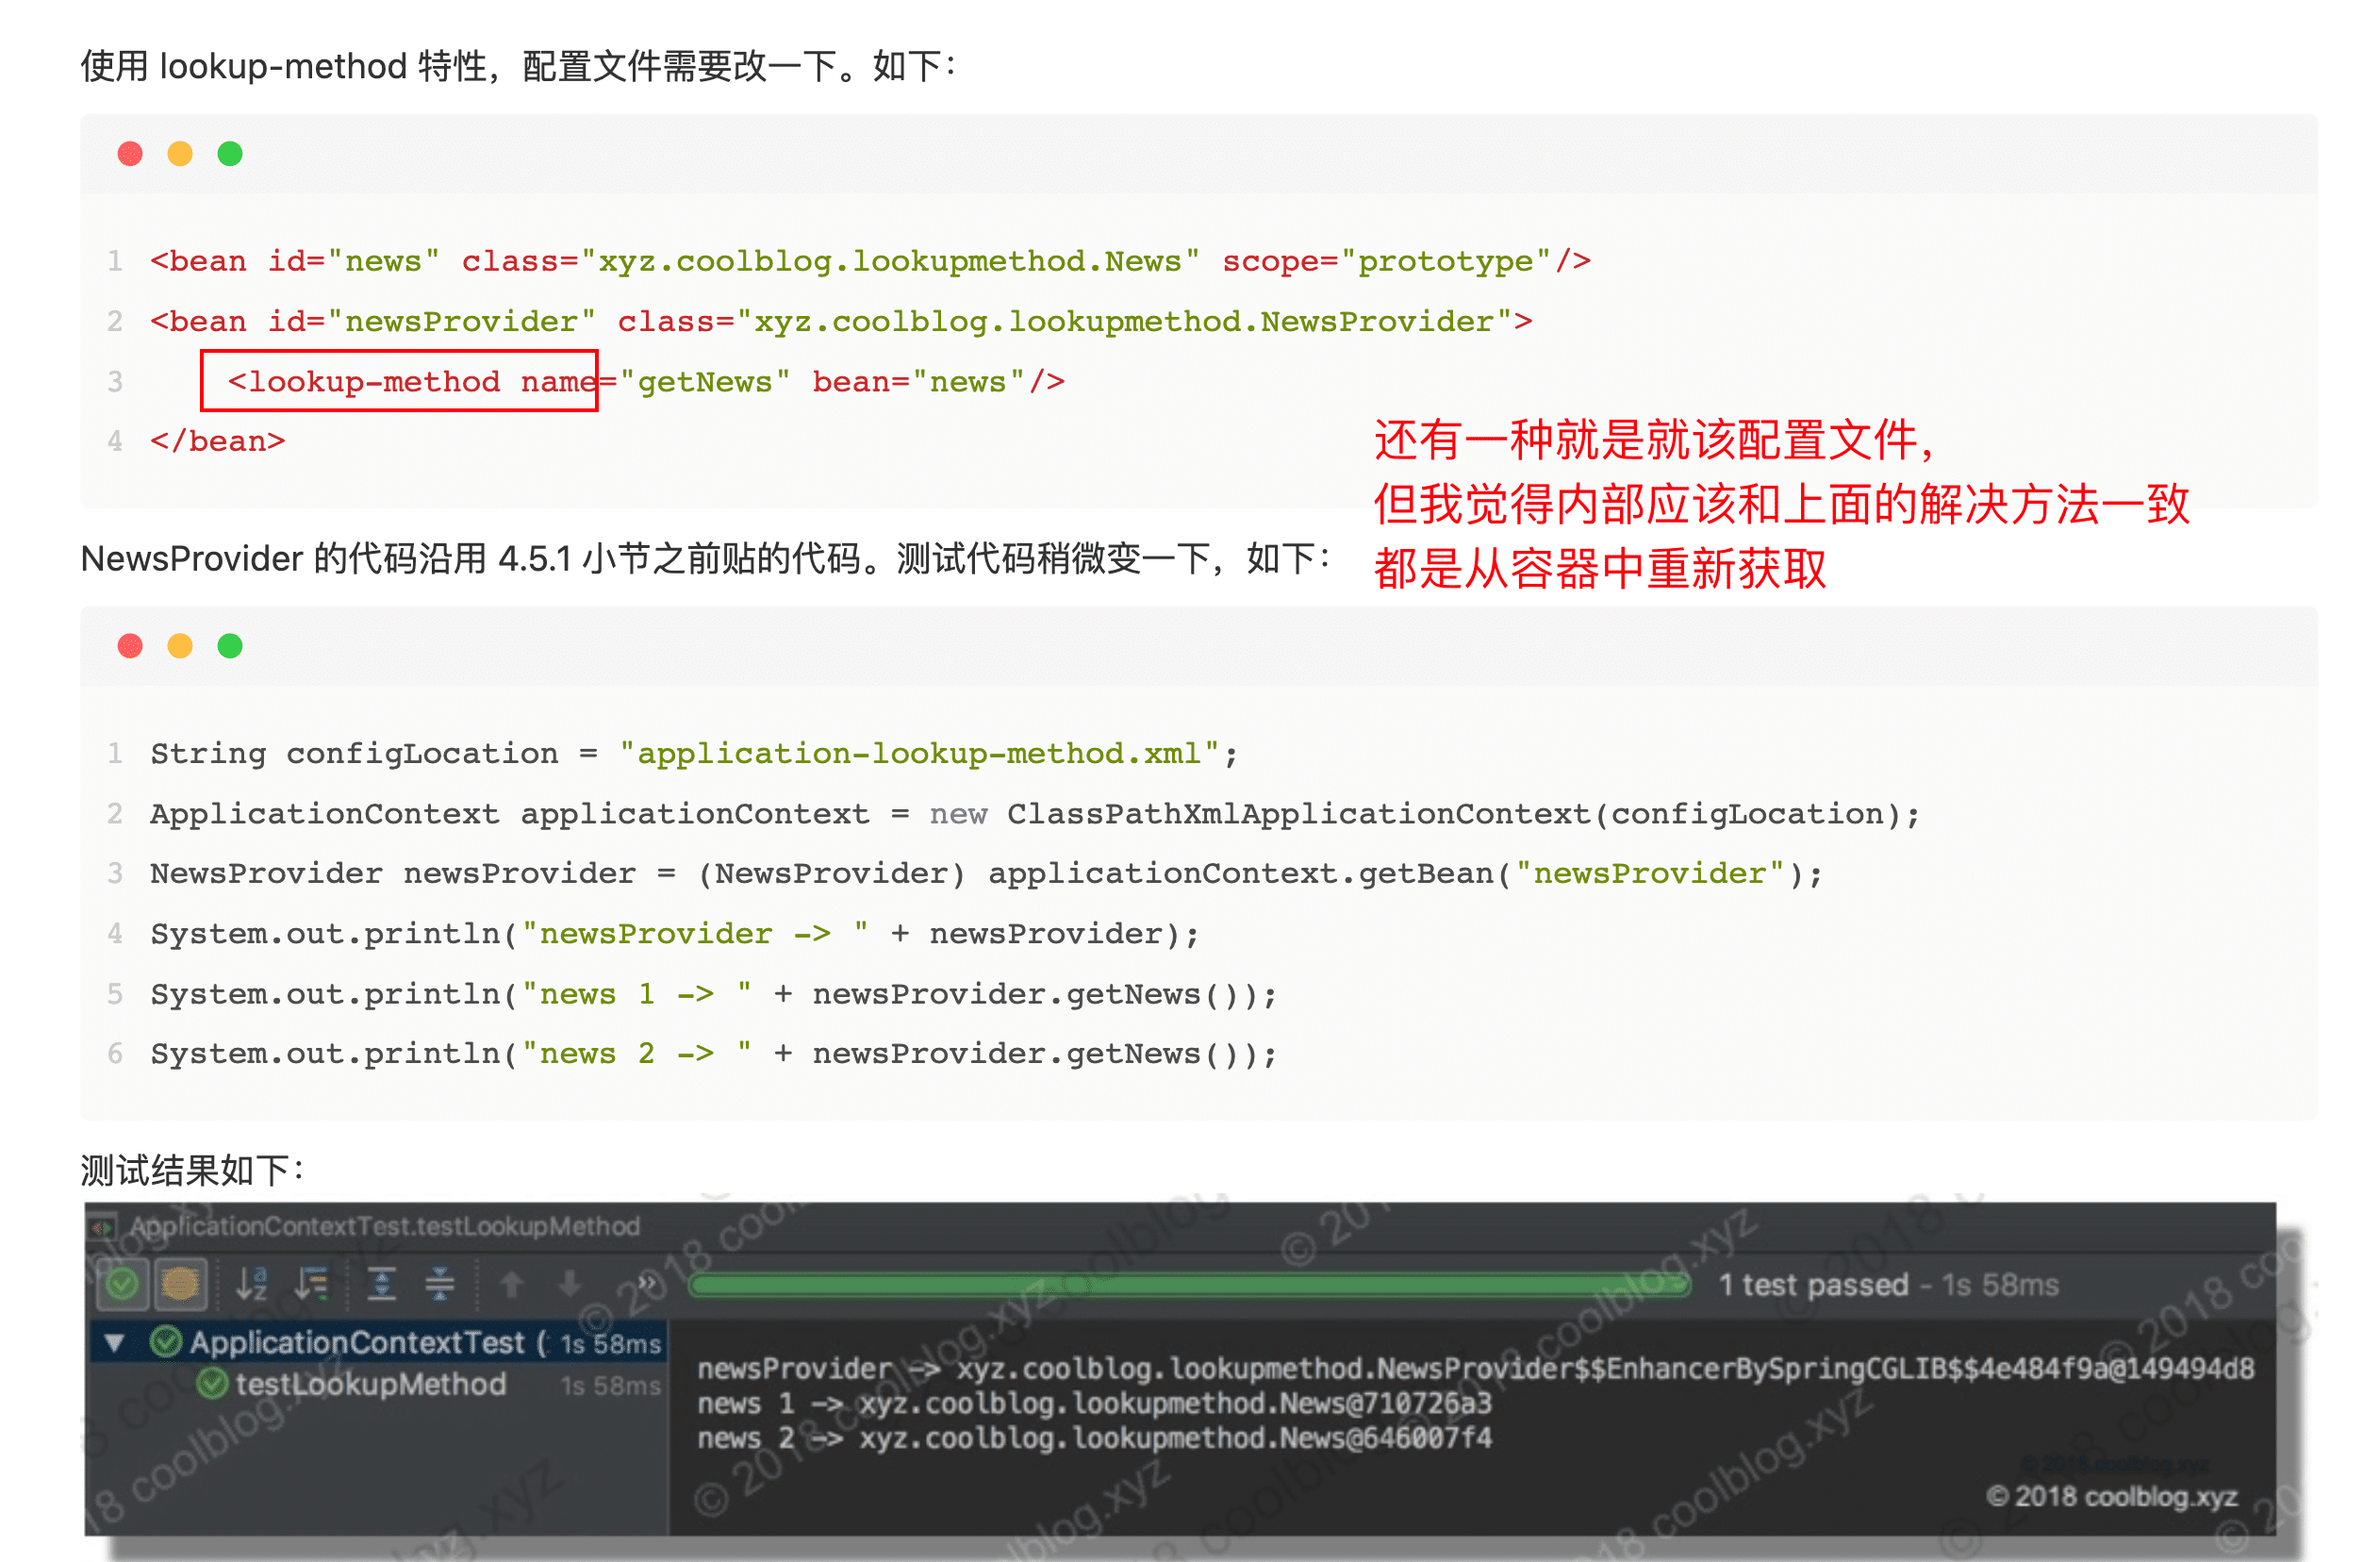 使用 lookup-method 特性，配置文件需要改一下。如下：
1 <bean id="news" class="xyz.coolblog.lookupmethod.News" scope="prototype"/>
2 <bean id="newsProvider" class="xyz.coolblog.lookupmethod.NewsProvider">
3 <lookup-method name="getNews" bean="news"/>
4 </bean>
还有一种就是就该配置文件，
但我觉得内部应该和上面的解决方法一致
都是从容器中重新获取
NewsProvider 的代码沿用 4.5.1 小节之前贴的代码。测试代码稍微变一下，如下：
1 String configLocation = "application-lookup-method.xml";
2 ApplicationContext applicationContext = new ClassPathXmlApplicationContext(configLocation);
3 NewsProvider newsProvider = (NewsProvider) applicationContext.getBean("newsProvider");
4 System.out.println("newsProvider -> " + newsProvider);
5 System.out.println("news 1 -> " + newsProvider.getNews());
6 System.out.println("news 2 -> " + newsProvider.getNews());
测试结果如下：
ApplicationContextTest.testLookupMethod
1 test passed - 1s 58ms
ApplicationContextTest ( 1s 58ms
testLookupMethod 1s 58ms
newsProvider -> xyz.coolblog.lookupmethod.NewsProvider$$EnhancerBySpringCGLIB$$4e484f9a@149494d8
news 1 -> xyz.coolblog.lookupmethod.News@710726a3
news 2 -> xyz.coolblog.lookupmethod.News@646007f4
© 2018 coolblog.xyz